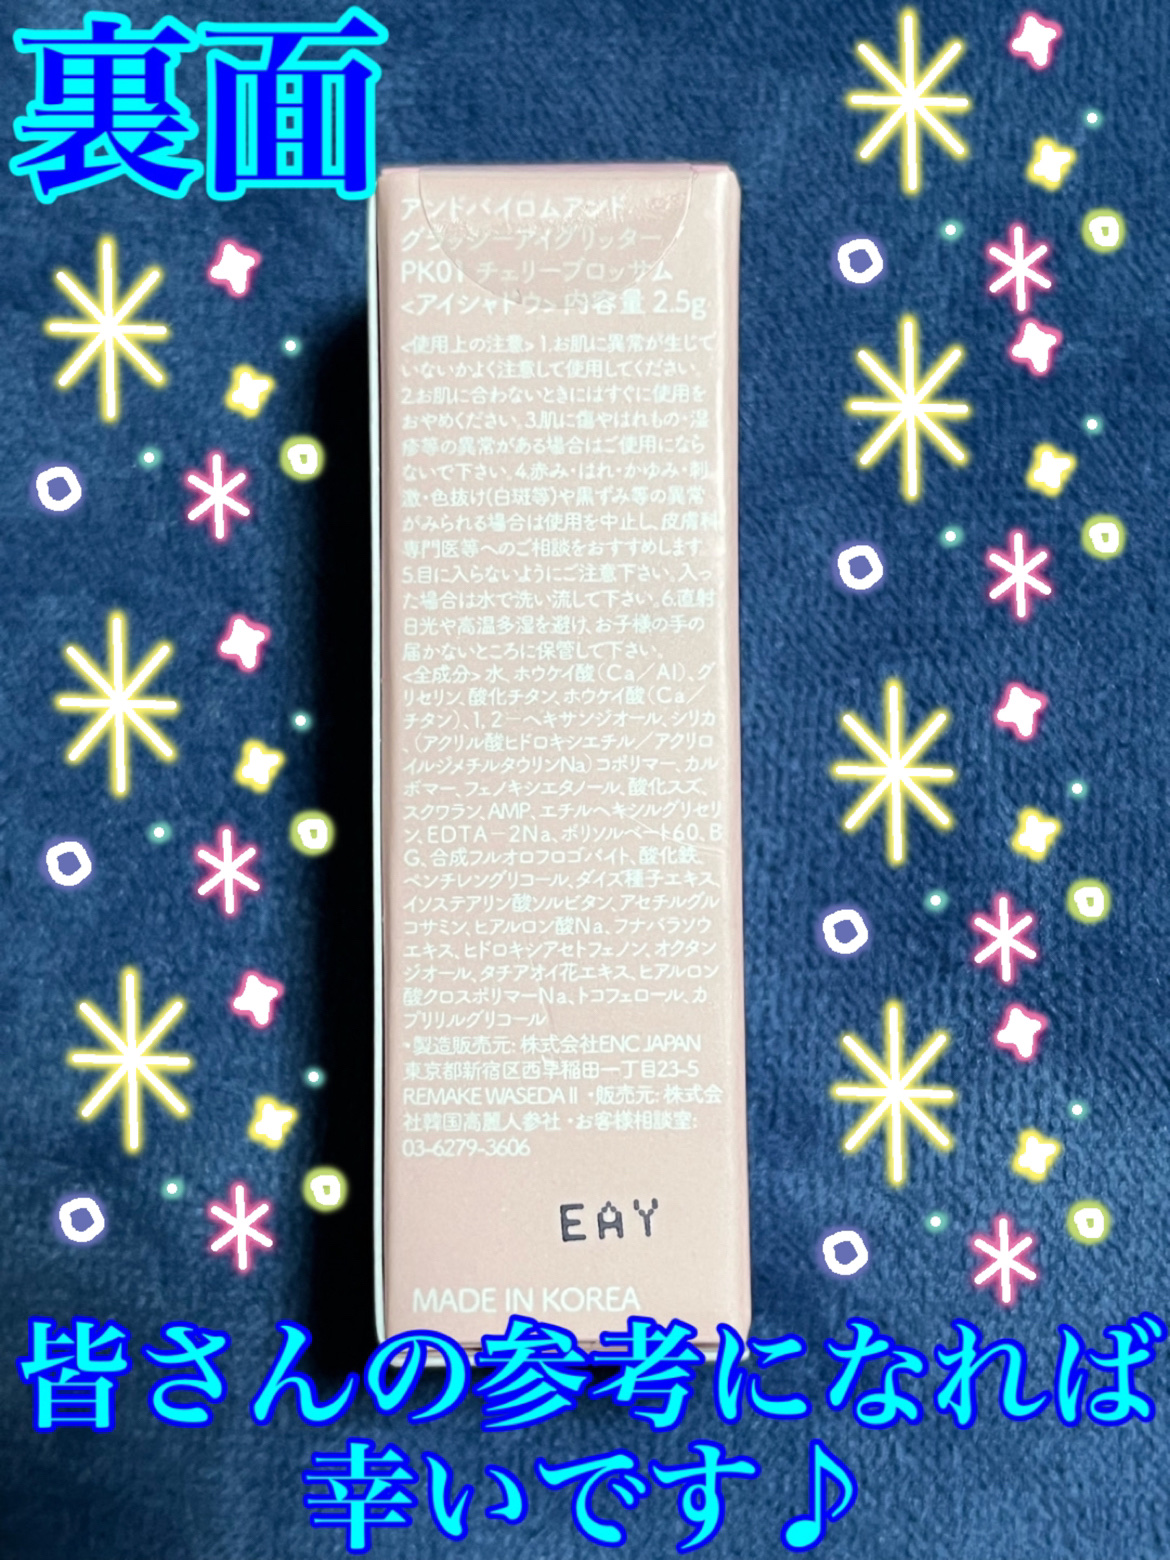 裏面
アンドバイロムアンド
グラッシーアイグリッター
PK01 チェリーブロッサム
<アイシャドウ> 内容量 2.5g
<使用上の注意> 1.お肌に異常が生じて
いないかよく注意して使用してください。
2.お肌に合わないときにはすぐに使用を
おやめください。3.肌に傷やはれもの・湿
疹等の異常がある場合はご使用になら
ないで下さい。4.赤み・はれ・かゆみ・刺
激・色抜け(白斑等)や黒ずみ等の異常
がみられる場合は使用を中止し、皮膚科
専門医等へのご相談をおすすめします。
5.目に入らないようにご注意下さい。入っ
た場合は水で洗い流して下さい。6.直射
日光や高温多湿を避け、お子様の手の
届かないところに保管して下さい。
<全成分> 水、ホウケイ酸(Ca/Al)、グ
リセリン、酸化チタン、ホウケイ酸(Ca/
チタン)、1,2-ヘキサンジオール、シリカ
、(アクリル酸ヒドロキシエチル/アクリロ
イルジメチルタウリンNa)コポリマー、カル
ボマー、フェノキシエタノール、酸化スズ、
スクワラン、AMP、エチルヘキシルグリセリ
ン、EDTA-2Na、ポリソルベート60、B
G、合成フルオロフロゴパイト、酸化鉄、
ペンチレングリコール、ダイズ種子エキス、
イソステアリン酸ソルビタン、アセチルグル
コサミン、ヒアルロン酸Na、フナバラソウ
エキス、ヒドロキシアセトフェノン、オクタン
ジオール、タチアオイ花エキス、ヒアルロン
酸クロスポリマーNa、トコフェロール、カ
プリリルグリコール
・製造販売元: 株式会社ENC JAPAN
東京都新宿区西早稲田一丁目23-5
REMAKE WASEDA II ・販売元: 株式会
社韓国高麗人参社 ・お客様相談室:
03-6279-3606
EAY
MADE IN KOREA
皆さんの参考になれば
幸いです♪